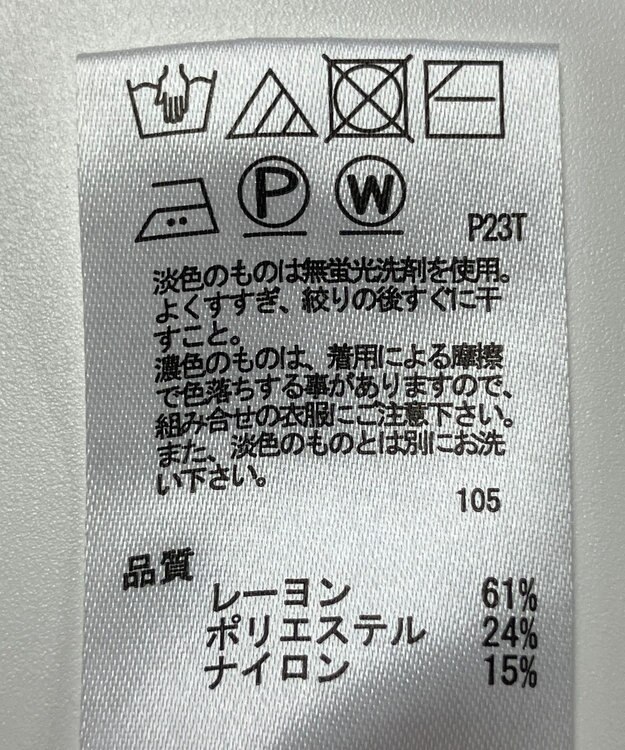 P W P23T
淡色のものは無蛍光洗剤を使用。
よくすすぎ、絞りの後すぐに干
すこと。
濃色のものは、着用による摩擦
で色落ちする事がありますので、
組み合せの衣服にご注意下さい。
また、淡色のものとは別にお洗
い下さい。
105
品質
レーヨン 61%
ポリエステル 24%
ナイロン 15%